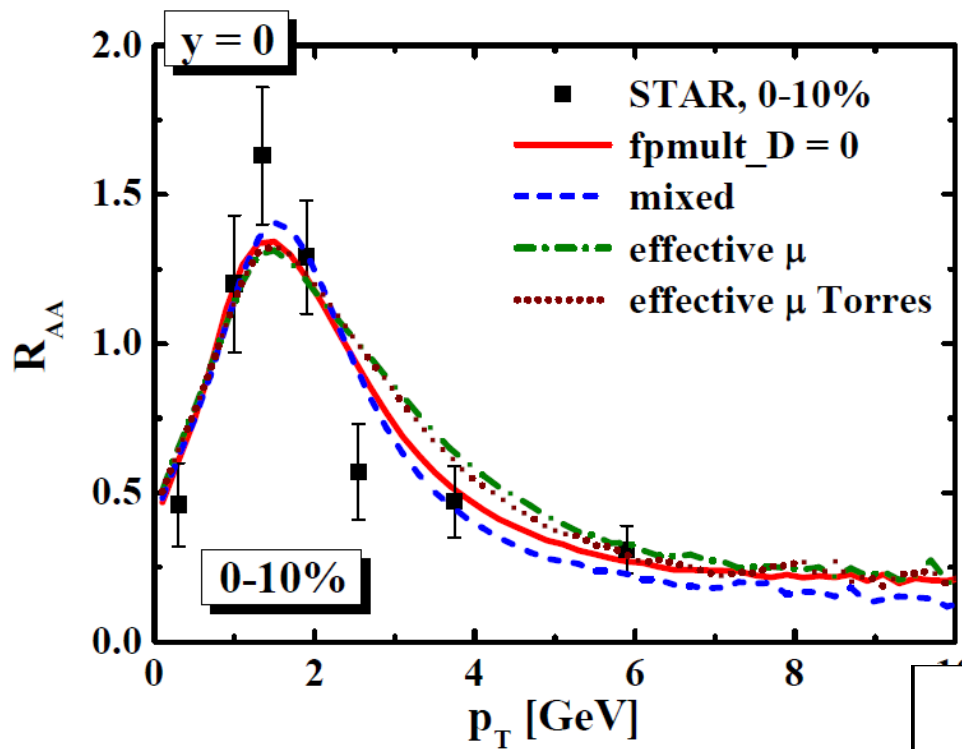 y = 0
2.0
1.5
1.0
0.5
0.0
R_AA
STAR, 0-10%
fpmult_D = 0
mixed
effective μ
effective μ Torres
0-10%
0 2 4 6 8
p_T [GeV]